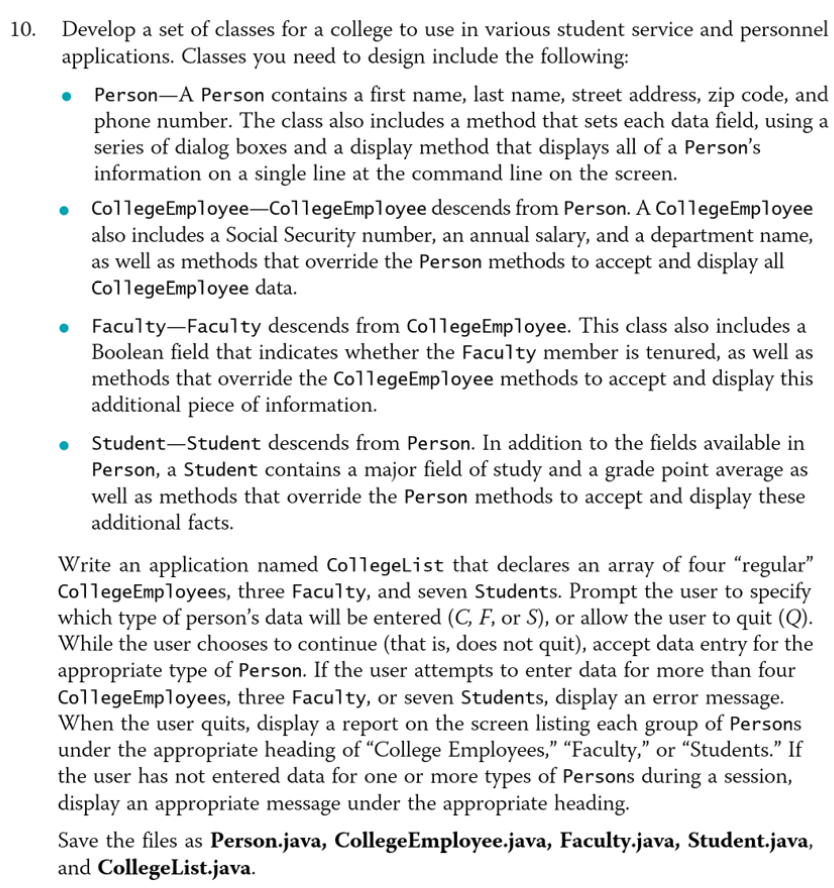 10. Develop a set of classes for a college to use in various student service and personnel
applications. Classes you need to design include the following:
• Person—A Person contains a first name, last name, street address, zip code, and
phone number. The class also includes a method that sets each data field, using a
series of dialog boxes and a display method that displays all of a Person's
information on a single line at the command line on the screen.
• CollegeEmployee—CollegeEmployee descends from Person. A CollegeEmployee
also includes a Social Security number, an annual salary, and a department name,
as well as methods that override the Person methods to accept and display all
CollegeEmployee data.
• Faculty—Faculty descends from CollegeEmployee. This class also includes a
Boolean field that indicates whether the Faculty member is tenured, as well as
methods that override the CollegeEmployee methods to accept and display this
additional piece of information.
• Student—Student descends from Person. In addition to the fields available in
Person, a Student contains a major field of study and a grade point average as
well as methods that override the Person methods to accept and display these
additional facts.
Write an application named CollegeList that declares an array of four “regular”
CollegeEmployees, three Faculty, and seven Students. Prompt the user to specify
which type of person's data will be entered (C, F, or S), or allow the user to quit (Q).
While the user chooses to continue (that is, does not quit), accept data entry for the
appropriate type of Person. If the user attempts to enter data for more than four
CollegeEmployees, three Faculty, or seven Students, display an error message.
When the user quits, display a report on the screen listing each group of Persons
under the appropriate heading of “College Employees,” “Faculty,” or “Students.” If
the user has not entered data for one or more types of Persons during a session,
display an appropriate message under the appropriate heading.
Save the files as Person.java, CollegeEmployee.java, Faculty.java, Student.java,
and CollegeList.java.